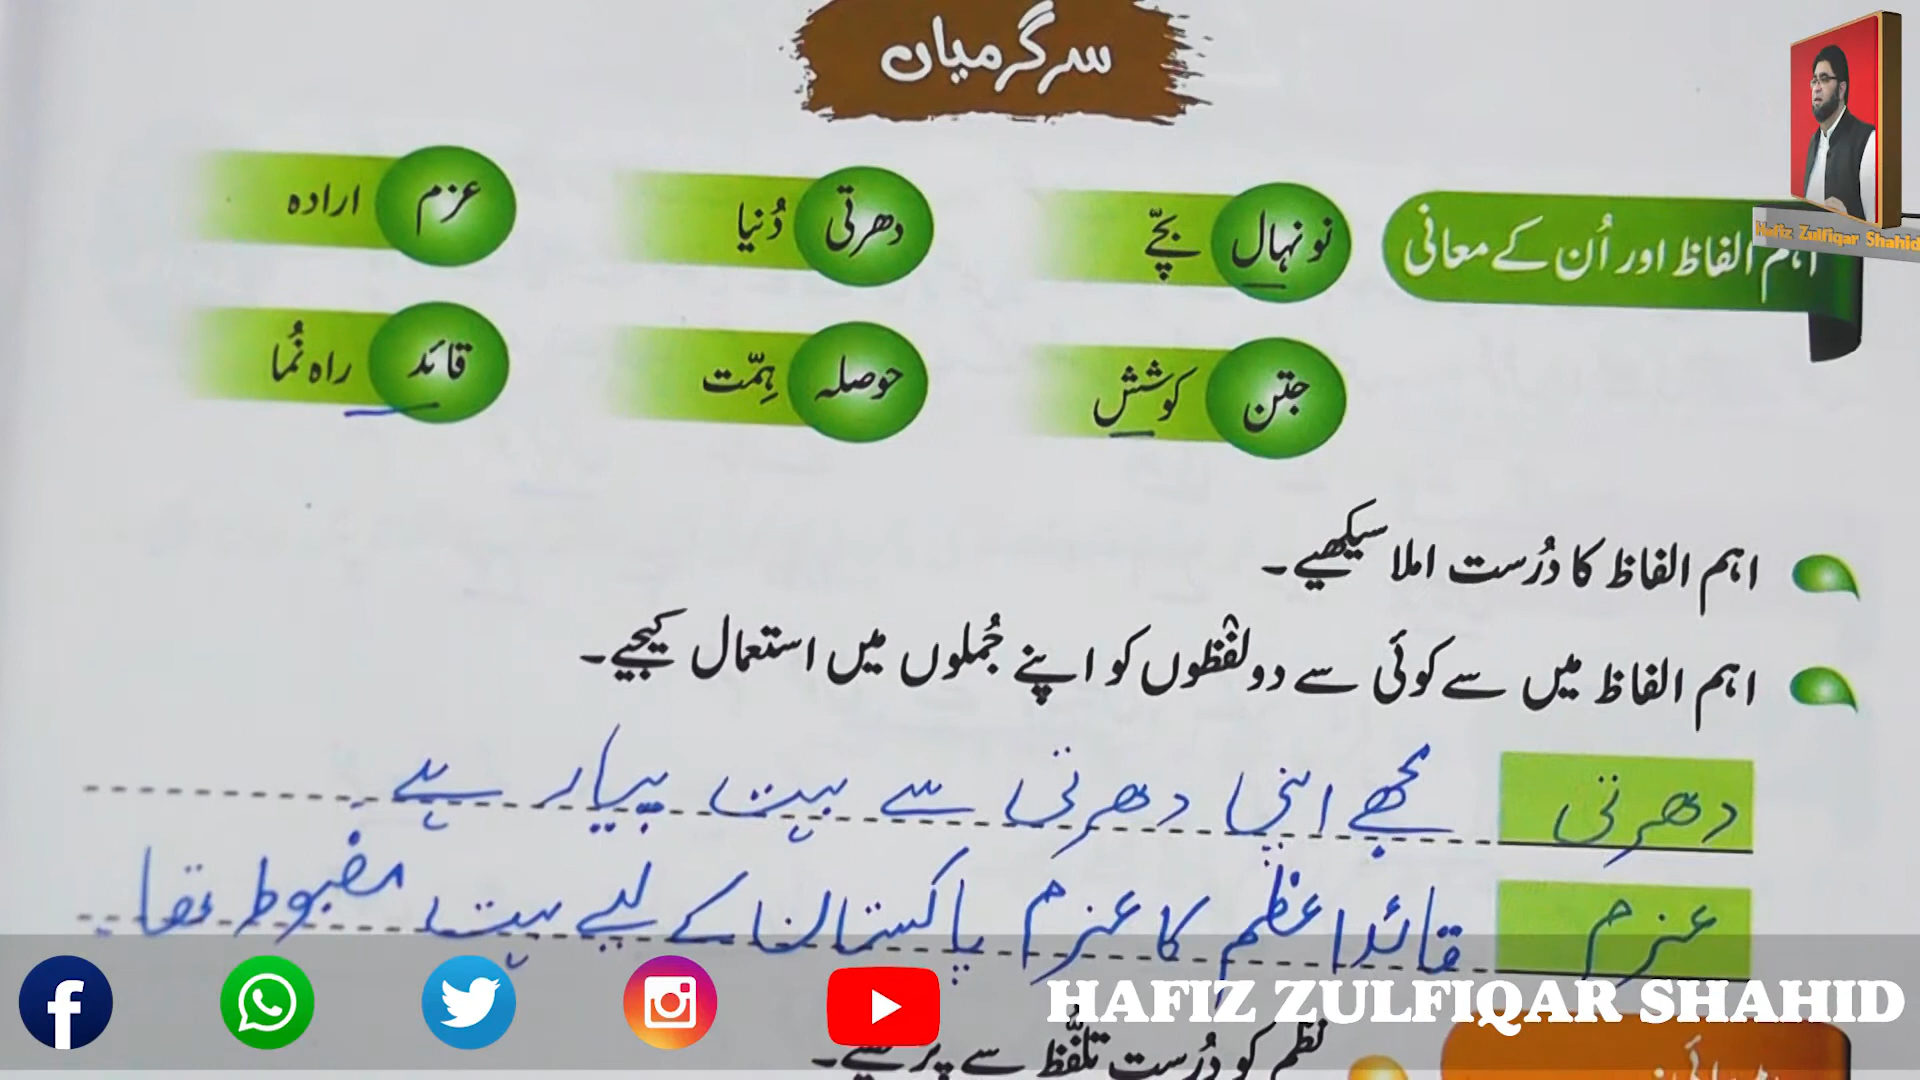 سرگرمیاں
Hafiz Zulfiqar Shahid
اہم الفاظ اور اُن کے معانی
نونہال بچّے دھرتی دُنیا عزم ارادہ
جتن کوشش حوصلہ ہِمّت قائد راہ نُما
اہم الفاظ کا دُرست املا سیکھیے۔
اہم الفاظ میں سے کوئی سے دو لفظوں کو اپنے جُملوں میں استعمال کیجیے۔
دھرتی مجھے اپنی دھرتی سے بہت پیار ہے۔
عزم قائداعظم کا عزم پاکستان کے لیے بہت مضبوط تھا۔
HAFIZ ZULFIQAR SHAHID
نظم کو دُرست تلفّظ سے پڑھیے۔